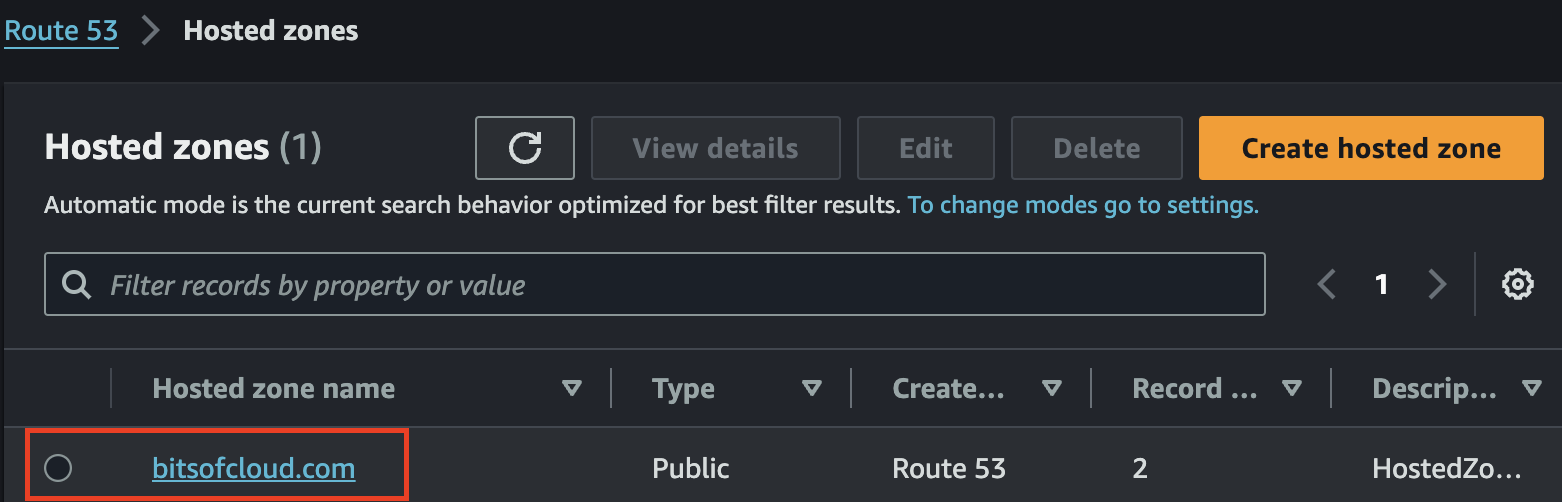 Route 53 > Hosted zones
Hosted zones (1) View details Edit Delete Create hosted zone
Automatic mode is the current search behavior optimized for best filter results. To change modes go to settings.
Filter records by property or value 1
Hosted zone name Type Create... Record ... Descrip...
bitsofcloud.com Public Route 53 2 HostedZo...